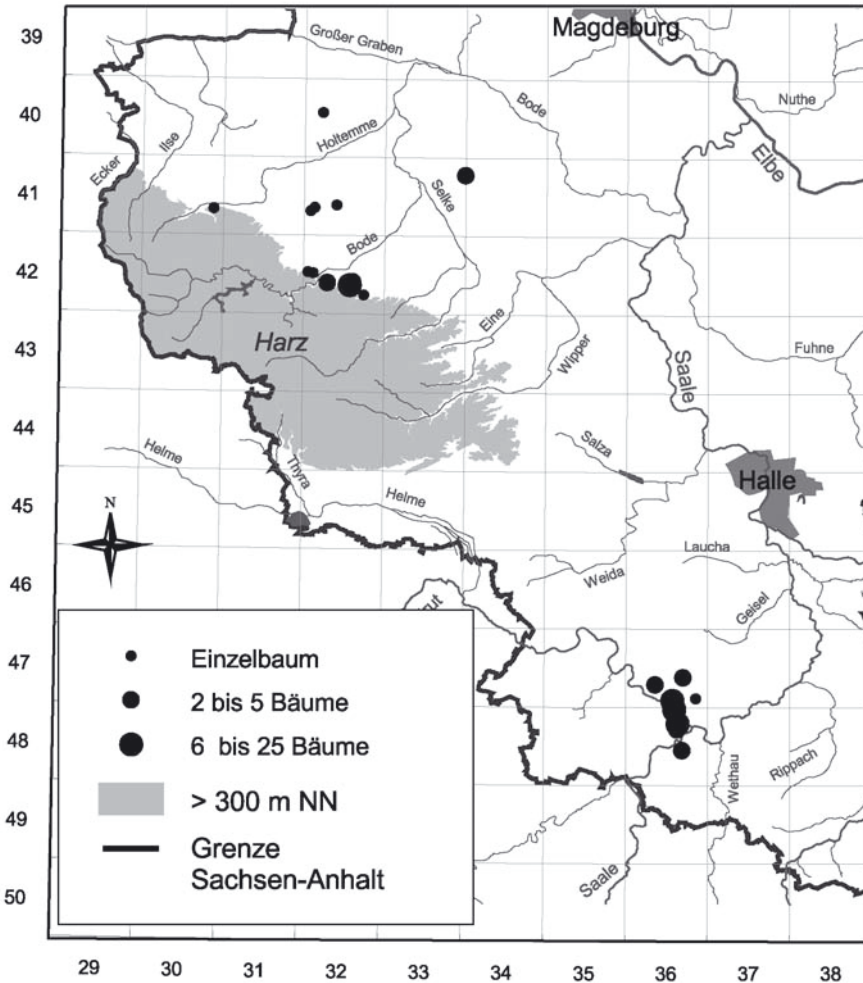 39
40
41
42
43
44
45
46
47
48
49
50
Magdeburg
Großer Graben
Bode
Nuthe
Elbe
Ilse
Holtemme
Ecker
Selke
Bode
Harz
Eine
Wipper
Saale
Fuhne
Salza
Helme
Thyra
Helme
Halle
N
Laucha
Weida
Geisel
rut
Wethau
Rippach
Saale
Einzelbaum
2 bis 5 Bäume
6 bis 25 Bäume
> 300 m NN
Grenze
Sachsen-Anhalt
29 30 31 32 33 34 35 36 37 38